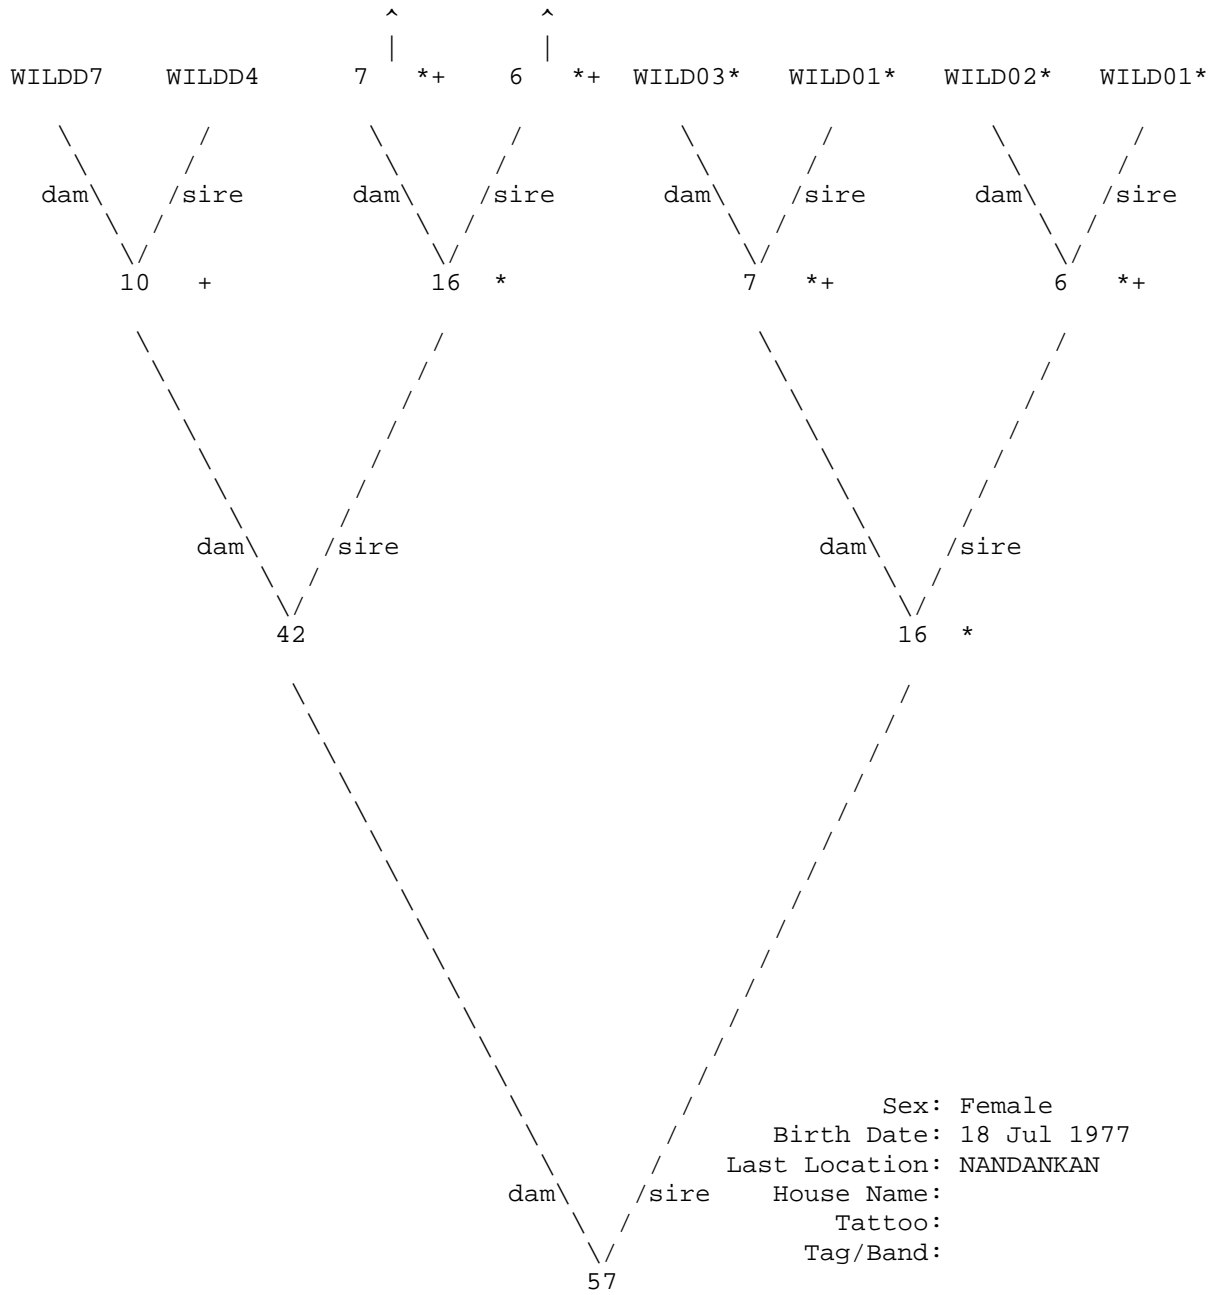 ^ ^
| |
WILDD7 WILDD4 7 *+ 6 *+ WILD03* WILD01* WILD02* WILD01*
dam sire dam sire dam sire dam sire
10 + 16 * 7 *+ 6 *+
dam sire dam sire
42 16 *
Sex: Female
Birth Date: 18 Jul 1977
Last Location: NANDANKAN
dam sire House Name:
Tattoo:
Tag/Band:
57